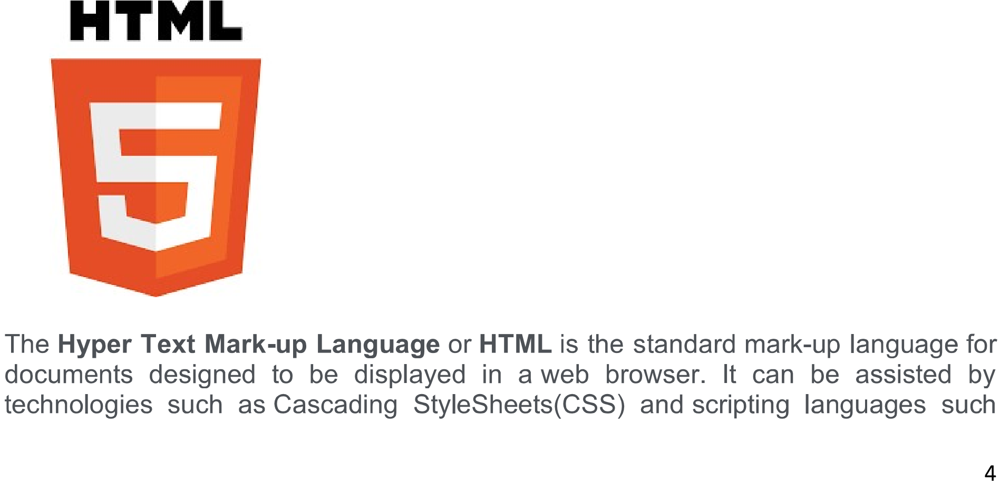 HTML
5
The Hyper Text Mark-up Language or HTML is the standard mark-up language for
documents designed to be displayed in a web browser. It can be assisted by
technologies such as Cascading StyleSheets(CSS) and scripting languages such
4